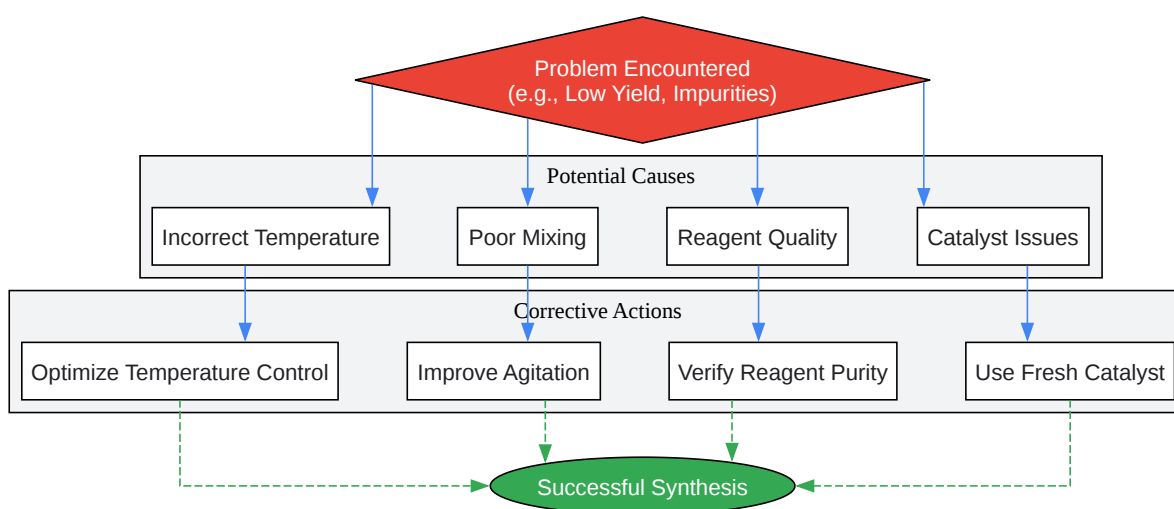 Problem Encountered
(e.g., Low Yield, Impurities)
Potential Causes
Incorrect Temperature
Poor Mixing
Reagent Quality
Catalyst Issues
Corrective Actions
Optimize Temperature Control
Improve Agitation
Verify Reagent Purity
Use Fresh Catalyst
Successful Synthesis